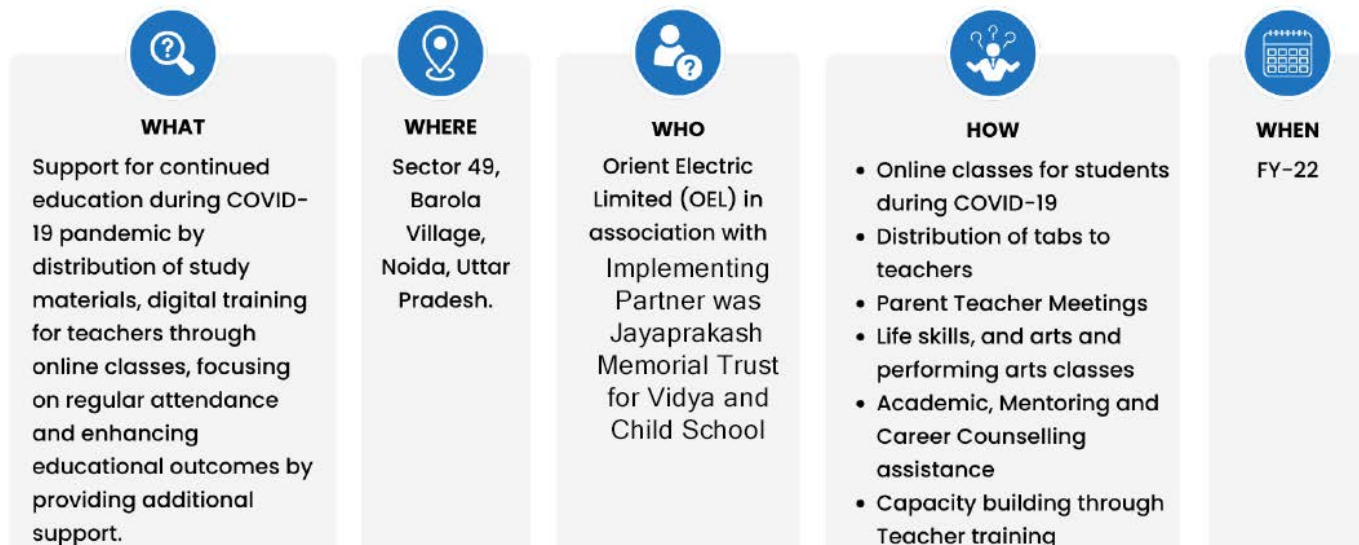 WHAT
Support for continued
education during COVID-
19 pandemic by
distribution of study
materials, digital training
for teachers through
online classes, focusing
on regular attendance
and enhancing
educational outcomes by
providing additional
support.
WHERE
Sector 49,
Barola
Village,
Noida, Uttar
Pradesh.
WHO
Orient Electric
Limited (OEL) in
association with
Implementing
Partner was
Jayaprakash
Memorial Trust
for Vidya and
Child School
HOW
• Online classes for students
during COVID-19
• Distribution of tabs to
teachers
• Parent Teacher Meetings
• Life skills, and arts and
performing arts classes
• Academic, Mentoring and
Career Counselling
assistance
• Capacity building through
Teacher training
WHEN
FY-22